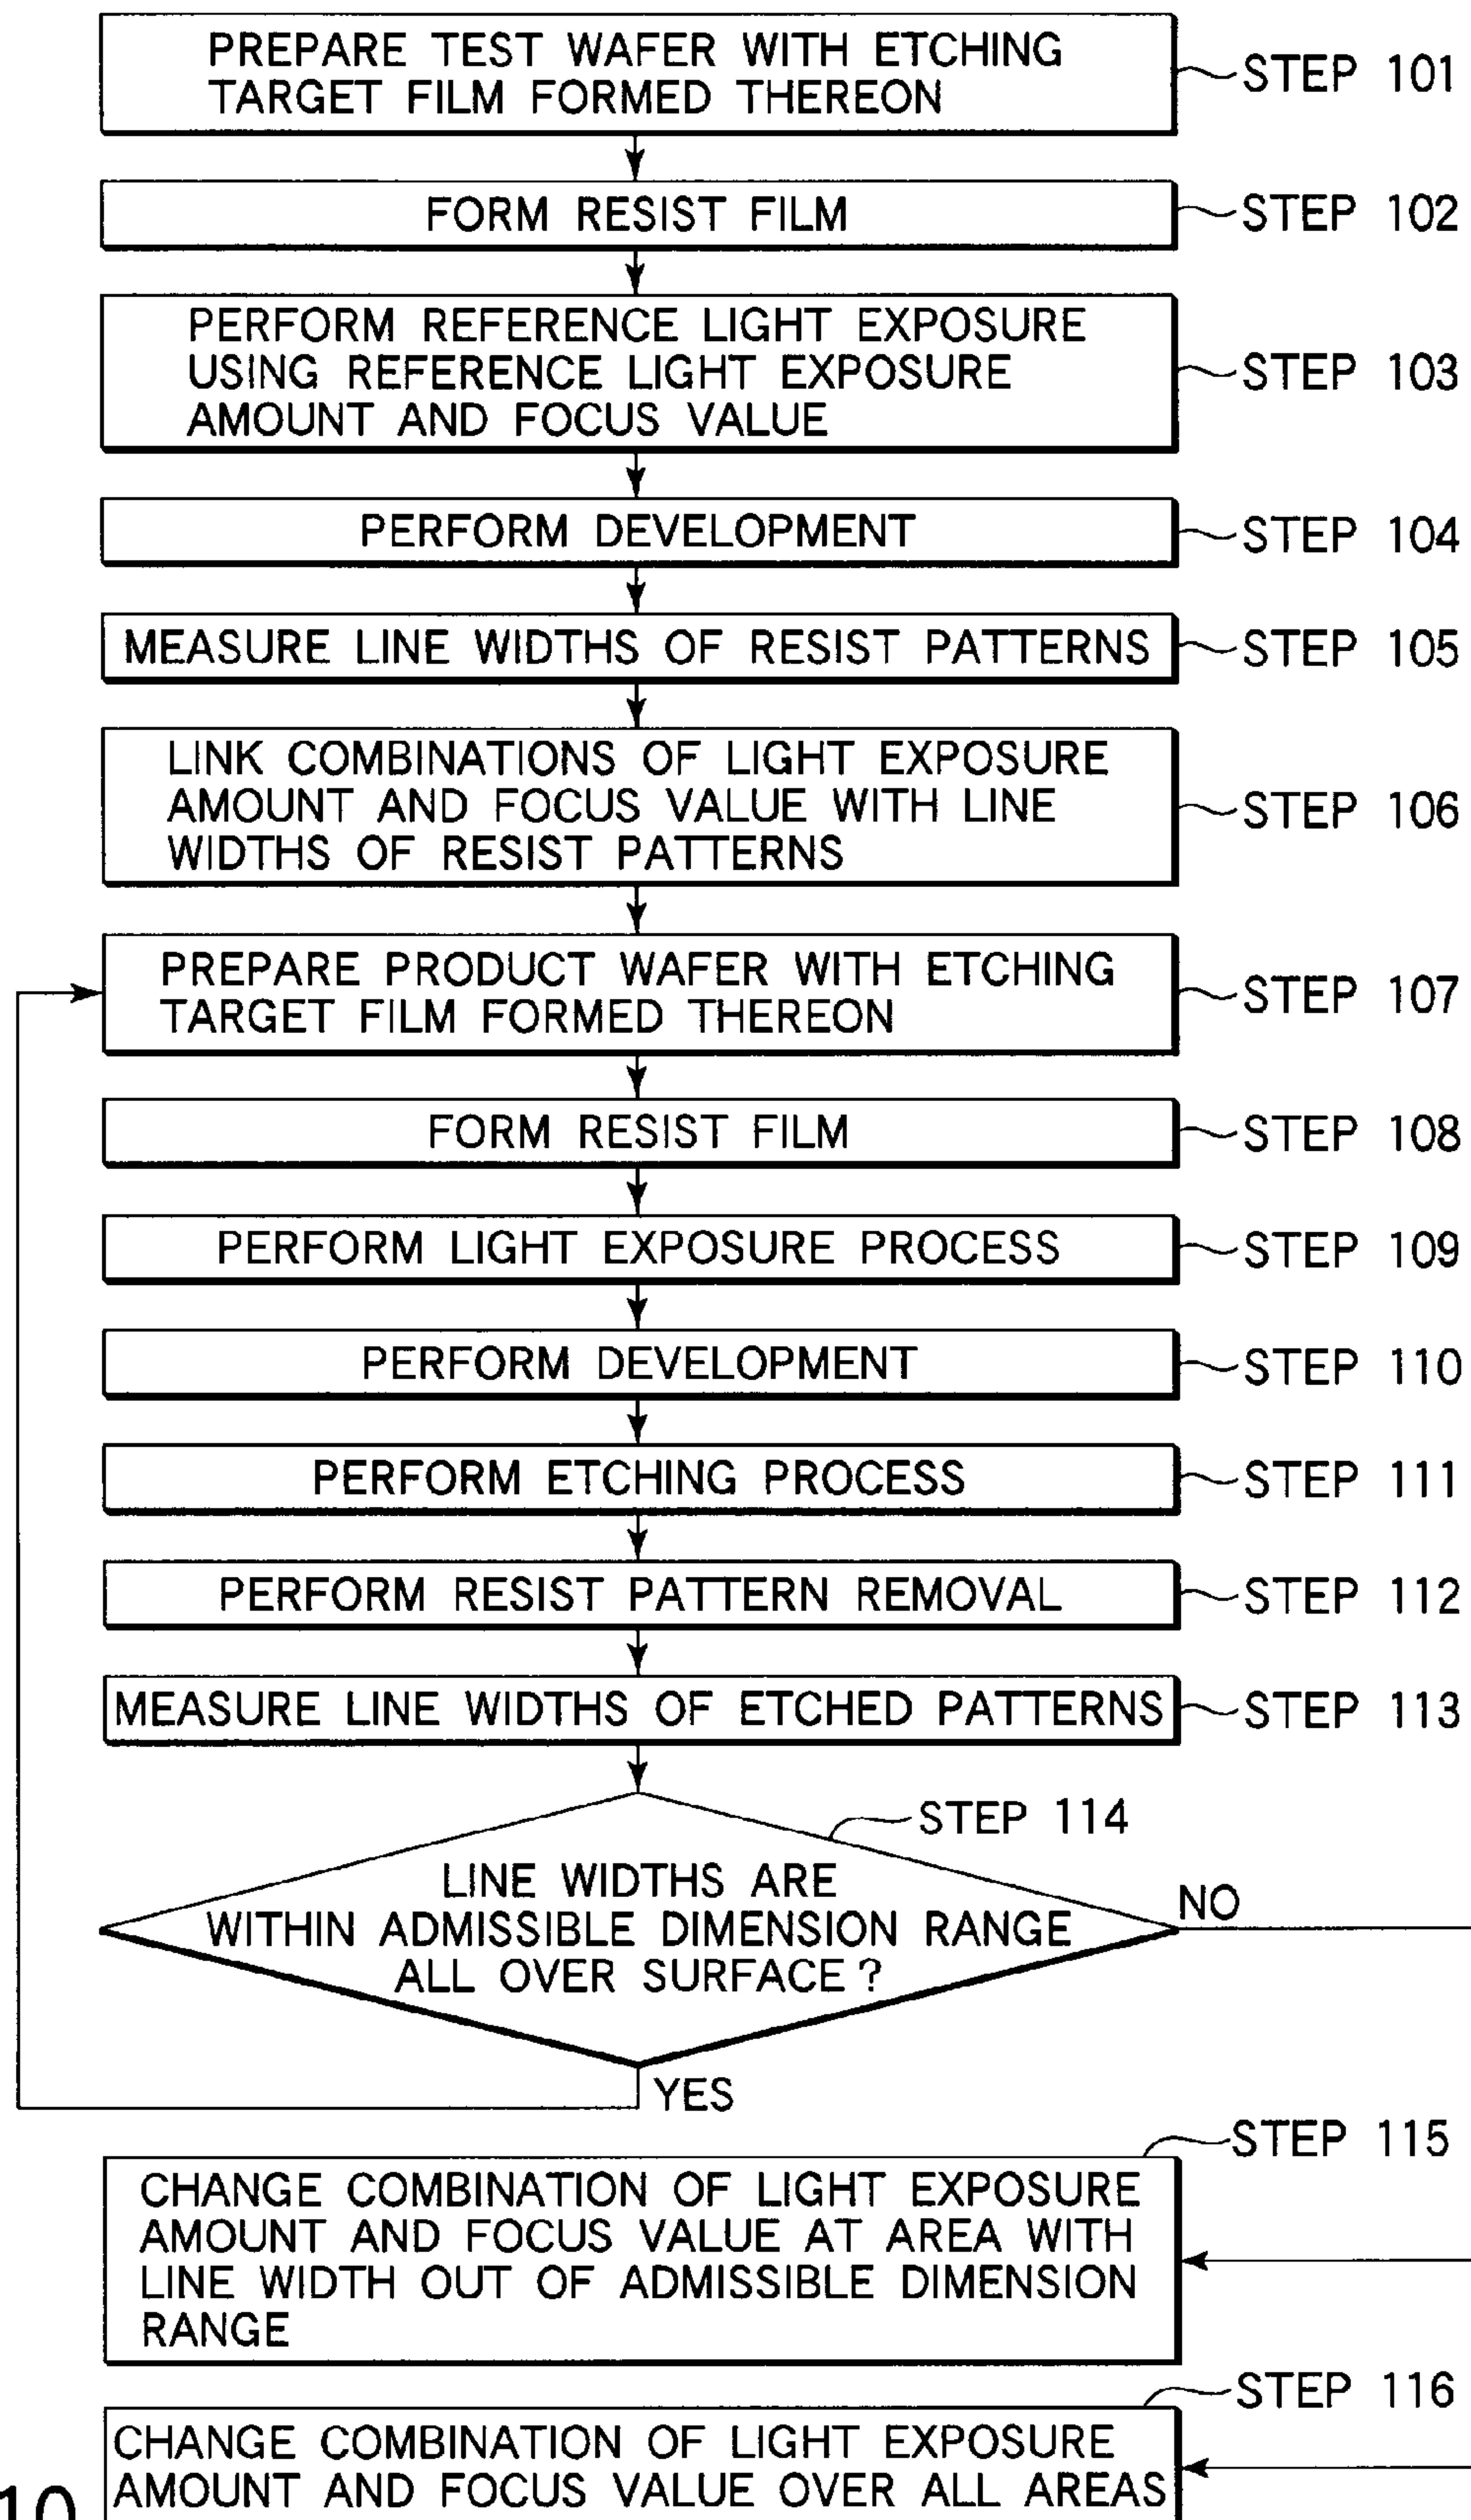 PREPARE TEST WAFER WITH ETCHING
TARGET FILM FORMED THEREON
STEP 101
FORM RESIST FILM
STEP 102
PERFORM REFERENCE LIGHT EXPOSURE
USING REFERENCE LIGHT EXPOSURE
AMOUNT AND FOCUS VALUE
STEP 103
PERFORM DEVELOPMENT
STEP 104
MEASURE LINE WIDTHS OF RESIST PATTERNS
STEP 105
LINK COMBINATIONS OF LIGHT EXPOSURE
AMOUNT AND FOCUS VALUE WITH LINE
WIDTHS OF RESIST PATTERNS
STEP 106
PREPARE PRODUCT WAFER WITH ETCHING
TARGET FILM FORMED THEREON
STEP 107
FORM RESIST FILM
STEP 108
PERFORM LIGHT EXPOSURE PROCESS
STEP 109
PERFORM DEVELOPMENT
STEP 110
PERFORM ETCHING PROCESS
STEP 111
PERFORM RESIST PATTERN REMOVAL
STEP 112
MEASURE LINE WIDTHS OF ETCHED PATTERNS
STEP 113
STEP 114
LINE WIDTHS ARE
WITHIN ADMISSIBLE DIMENSION RANGE
ALL OVER SURFACE?
NO
YES
STEP 115
CHANGE COMBINATION OF LIGHT EXPOSURE
AMOUNT AND FOCUS VALUE AT AREA WITH
LINE WIDTH OUT OF ADMISSIBLE DIMENSION
RANGE
STEP 116
CHANGE COMBINATION OF LIGHT EXPOSURE
AMOUNT AND FOCUS VALUE OVER ALL AREAS
10